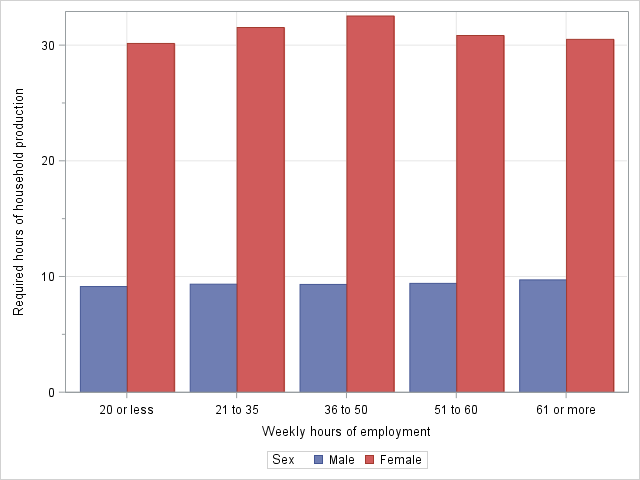 Required hours of household production
30
20
10
0
20 or less
21 to 35
36 to 50
51 to 60
61 or more
Weekly hours of employment
Sex Male Female